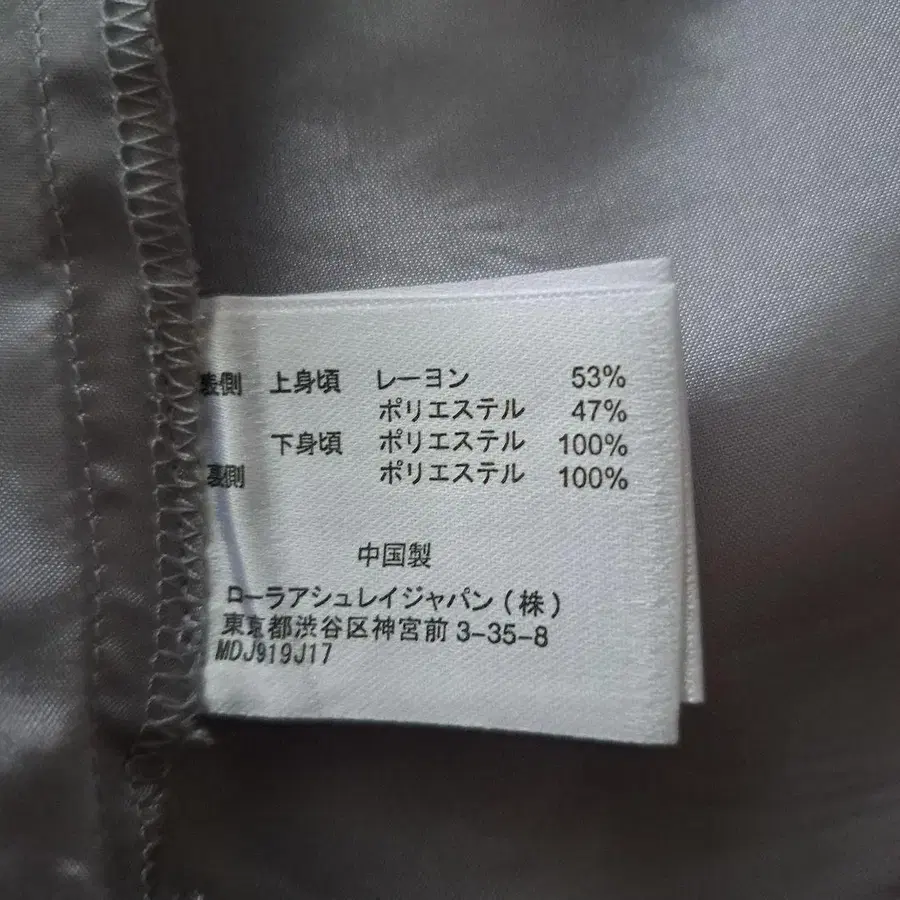 表側 上身頃 レーヨン 53%
ポリエステル 47%
下身頃 ポリエステル 100%
裏側 ポリエステル 100%
中国製
ローラアシュレイジャパン(株)
東京都渋谷区神宮前 3-35-8
MDJ919J17